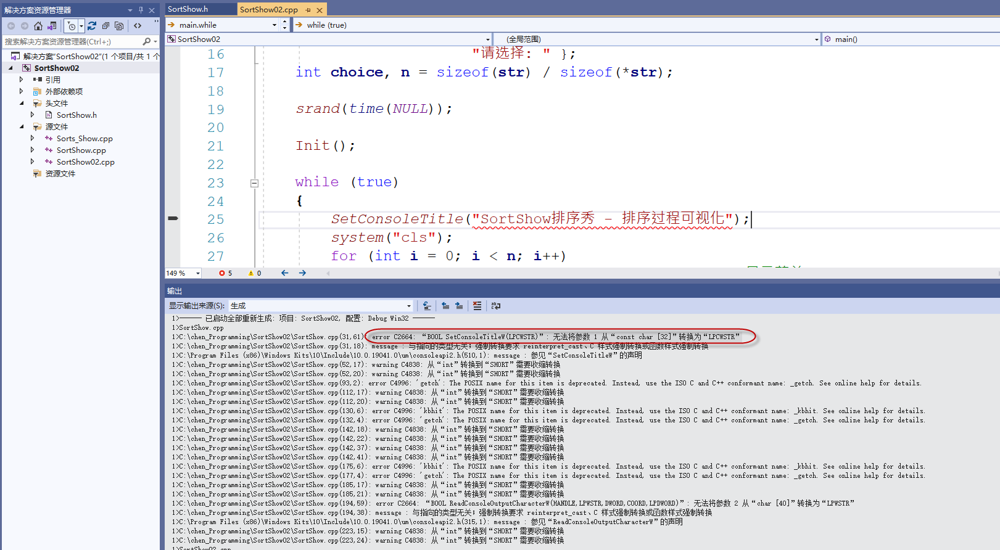 解决方案资源管理器
搜索解决方案资源管理器(Ctrl+;)
解决方案"SortShow02"(1 个项目/共 1 个
SortShow02
引用
外部依赖项
头文件
SortShow.h
源文件
Sorts_Show.cpp
SortShow.cpp
SortShow02.cpp
资源文件
SortShow.h
SortShow02.cpp
main.while
while (true)
SortShow02
(全局范围)
main()
16 "请选择: " };
17 int choice, n = sizeof(str) / sizeof(*str);
18
19 srand(time(NULL));
20
21 Init();
22
23 while (true)
24 {
25 SetConsoleTitle("SortShow排序秀 - 排序过程可视化");
26 system("cls");
27 for (int i = 0; i < n; i++)
149 %
5
0
输出
显示输出来源(S): 生成
1>------ 已启动全部重新生成: 项目: SortShow02, 配置: Debug Win32 ------
1>SortShow.cpp
1>C:\chen_Programming\SortShow02\SortShow.cpp(31,61): error C2664: “BOOL SetConsoleTitleW(LPCWSTR)”: 无法将参数 1 从“const char [32]”转换为“LPCWSTR”
1>C:\chen_Programming\SortShow02\SortShow.cpp(31,18): message : 与指向的类型无关；强制转换要求 reinterpret_cast、C 样式强制转换或函数样式强制转换
1>C:\Program Files (x86)\Windows Kits\10\Include\10.0.19041.0\um\consoleapi2.h(510,1): message : 参见“SetConsoleTitleW”的声明
1>C:\chen_Programming\SortShow02\SortShow.cpp(52,17): warning C4838: 从“int”转换到“SHORT”需要收缩转换
1>C:\chen_Programming\SortShow02\SortShow.cpp(52,20): warning C4838: 从“int”转换到“SHORT”需要收缩转换
1>C:\chen_Programming\SortShow02\SortShow.cpp(93,2): error C4996: 'getch': The POSIX name for this item is deprecated. Instead, use the ISO C and C++ conformant name: _getch. See online help for details.
1>C:\chen_Programming\SortShow02\SortShow.cpp(112,17): warning C4838: 从“int”转换到“SHORT”需要收缩转换
1>C:\chen_Programming\SortShow02\SortShow.cpp(112,20): warning C4838: 从“int”转换到“SHORT”需要收缩转换
1>C:\chen_Programming\SortShow02\SortShow.cpp(130,6): error C4996: 'kbhit': The POSIX name for this item is deprecated. Instead, use the ISO C and C++ conformant name: _kbhit. See online help for details.
1>C:\chen_Programming\SortShow02\SortShow.cpp(132,4): error C4996: 'getch': The POSIX name for this item is deprecated. Instead, use the ISO C and C++ conformant name: _getch. See online help for details.
1>C:\chen_Programming\SortShow02\SortShow.cpp(142,18): warning C4838: 从“int”转换到“SHORT”需要收缩转换
1>C:\chen_Programming\SortShow02\SortShow.cpp(142,22): warning C4838: 从“int”转换到“SHORT”需要收缩转换
1>C:\chen_Programming\SortShow02\SortShow.cpp(142,37): warning C4838: 从“int”转换到“SHORT”需要收缩转换
1>C:\chen_Programming\SortShow02\SortShow.cpp(142,41): warning C4838: 从“int”转换到“SHORT”需要收缩转换
1>C:\chen_Programming\SortShow02\SortShow.cpp(175,6): error C4996: 'kbhit': The POSIX name for this item is deprecated. Instead, use the ISO C and C++ conformant name: _kbhit. See online help for details.
1>C:\chen_Programming\SortShow02\SortShow.cpp(177,4): error C4996: 'getch': The POSIX name for this item is deprecated. Instead, use the ISO C and C++ conformant name: _getch. See online help for details.
1>C:\chen_Programming\SortShow02\SortShow.cpp(185,17): warning C4838: 从“int”转换到“SHORT”需要收缩转换
1>C:\chen_Programming\SortShow02\SortShow.cpp(185,21): warning C4838: 从“int”转换到“SHORT”需要收缩转换
1>C:\chen_Programming\SortShow02\SortShow.cpp(194,59): error C2664: “BOOL ReadConsoleOutputCharacterW(HANDLE,LPWSTR,DWORD,COORD,LPDWORD)”: 无法将参数 2 从“char [40]”转换为“LPWSTR”
1>C:\chen_Programming\SortShow02\SortShow.cpp(194,38): message : 与指向的类型无关；强制转换要求 reinterpret_cast、C 样式强制转换或函数样式强制转换
1>C:\Program Files (x86)\Windows Kits\10\Include\10.0.19041.0\um\consoleapi2.h(315,1): message : 参见“ReadConsoleOutputCharacterW”的声明
1>C:\chen_Programming\SortShow02\SortShow.cpp(223,15): warning C4838: 从“int”转换到“SHORT”需要收缩转换
1>C:\chen_Programming\SortShow02\SortShow.cpp(223,24): warning C4838: 从“int”转换到“SHORT”需要收缩转换
1>SortShow02.cpp